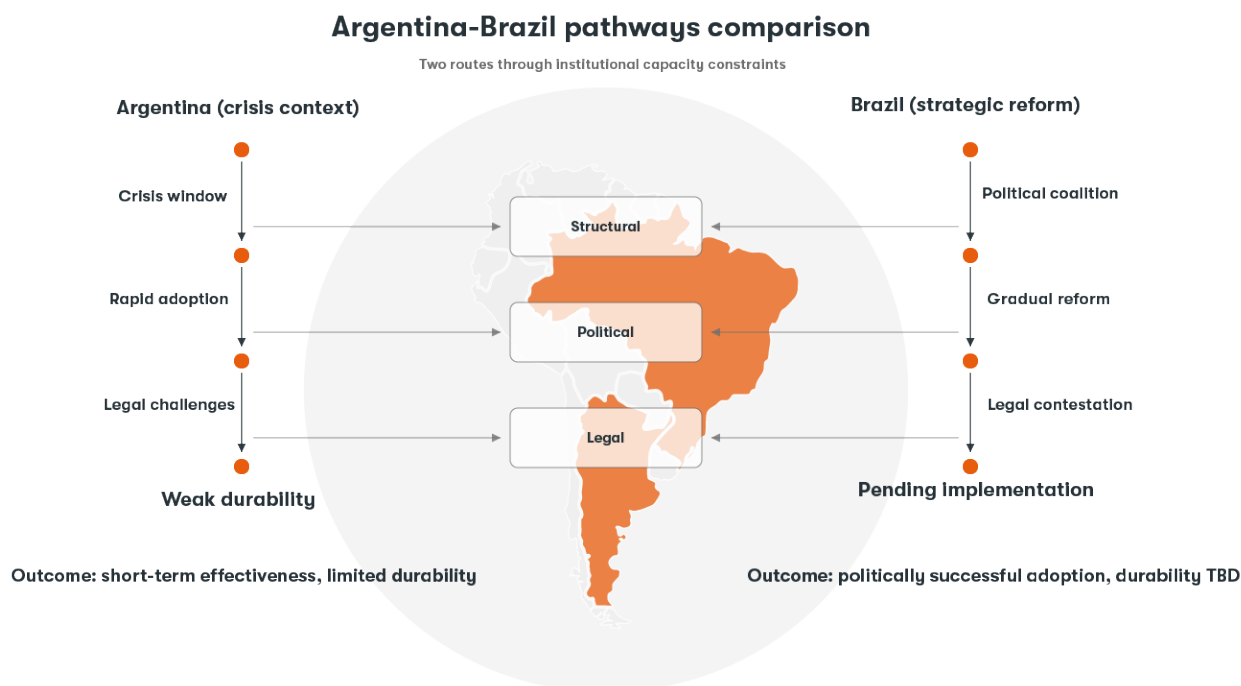 Argentina-Brazil pathways comparison
Two routes through institutional capacity constraints
Argentina (crisis context)
Brazil (strategic reform)
Crisis window
Political coalition
Structural
Rapid adoption
Gradual reform
Political
Legal challenges
Legal contestation
Legal
Weak durability
Pending implementation
Outcome: short-term effectiveness, limited durability
Outcome: politically successful adoption, durability TBD